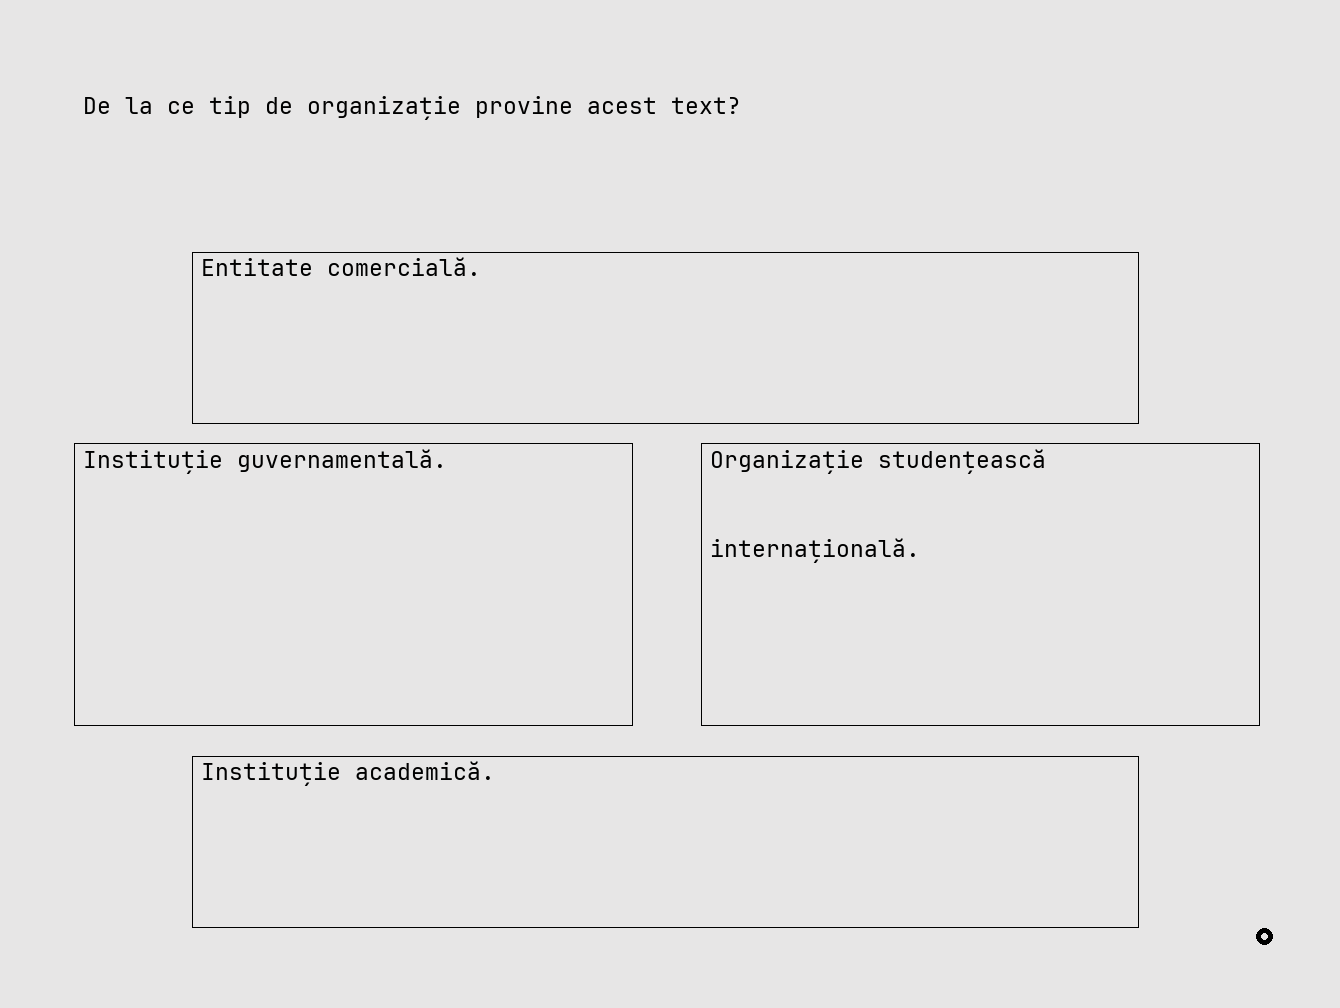 De la ce tip de organizație provine acest text?
Entitate comercială.
Instituție guvernamentală.
Organizație studențească
internațională.
Instituție academică.